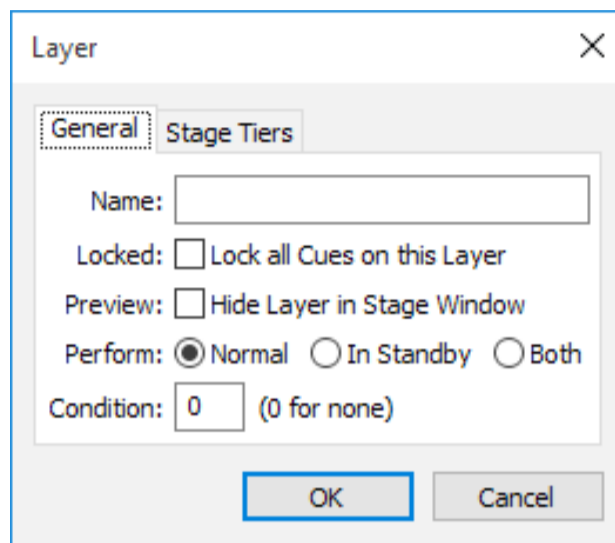 Layer
General Stage Tiers
Name:
Locked: Lock all Cues on this Layer
Preview: Hide Layer in Stage Window
Perform: Normal In Standby Both
Condition: 0 (0 for none)
OK Cancel